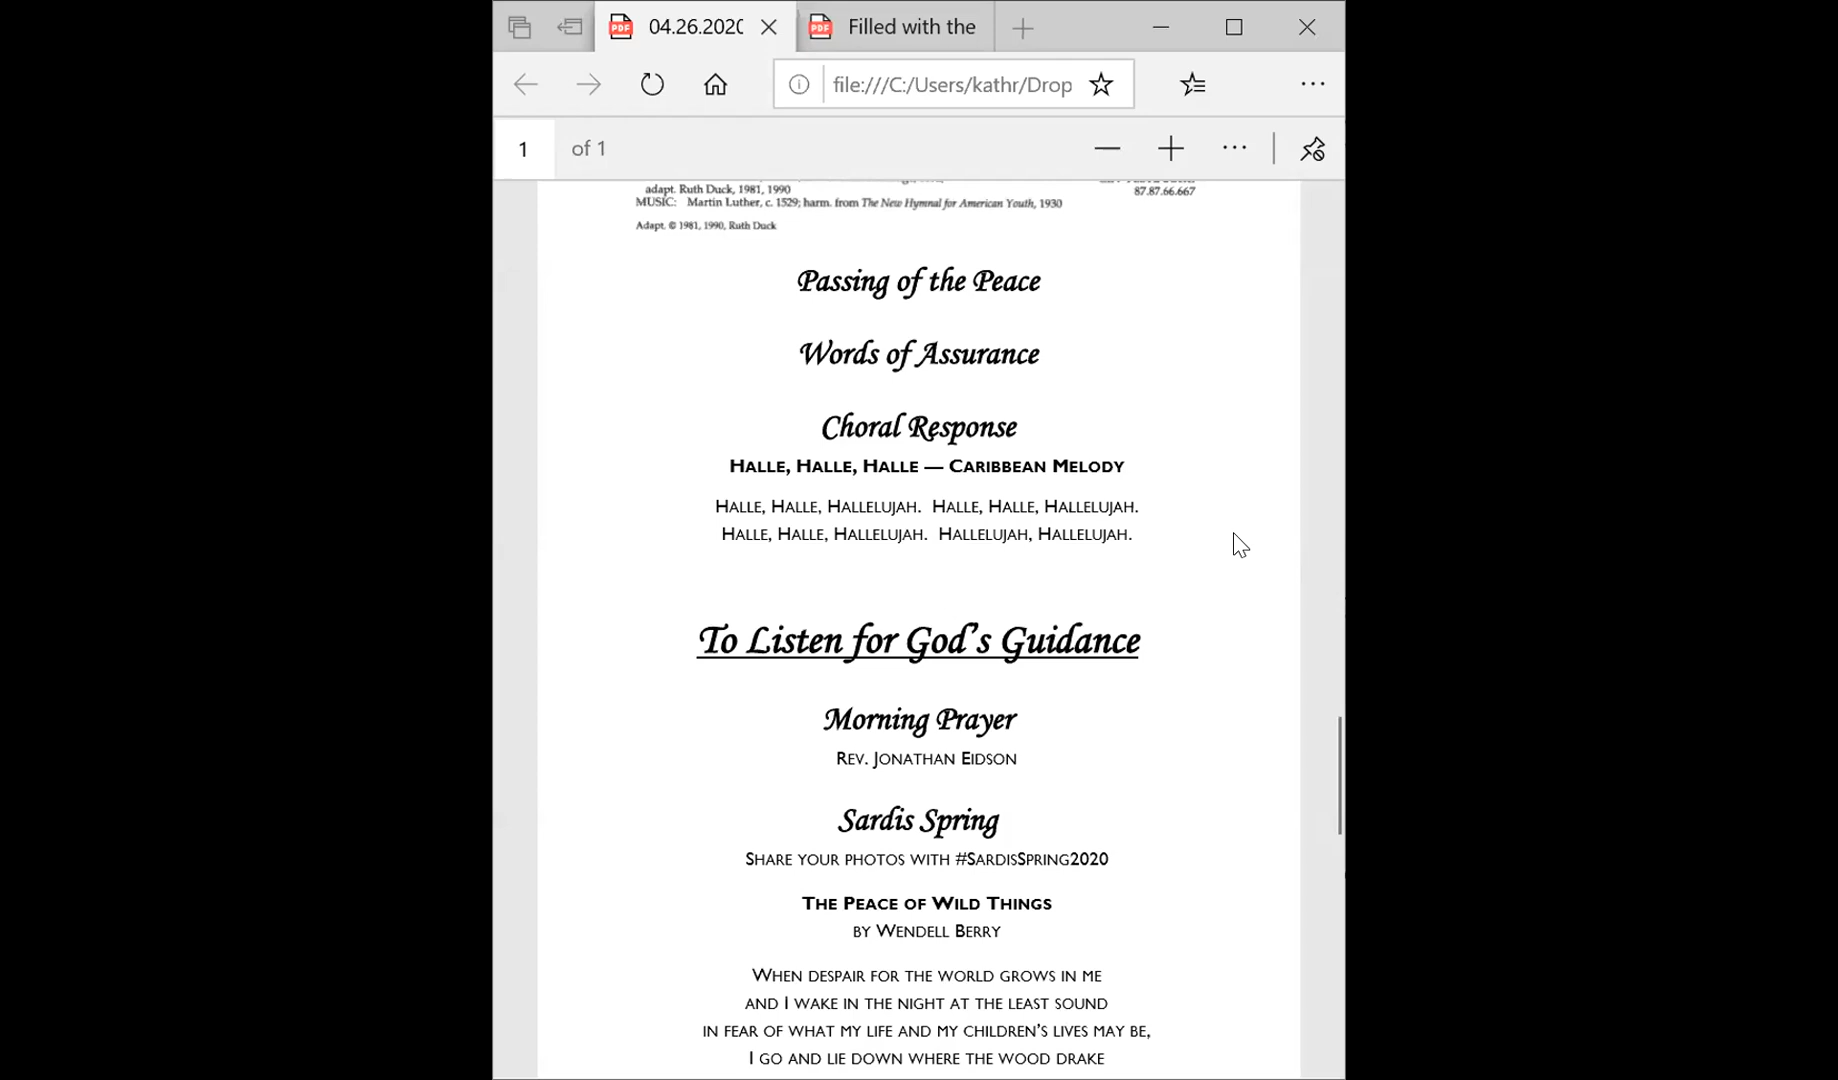 04.26.2020
Filled with the
file:///C:/Users/kathr/Drop
1 of 1
adapt. Ruth Duck, 1981, 1990
87.87.66.667
MUSIC: Martin Luther, c. 1529; harm. from The New Hymnal for American Youth, 1930
Adapt. © 1981, 1990, Ruth Duck
Passing of the Peace
Words of Assurance
Choral Response
HALLE, HALLE, HALLE — CARIBBEAN MELODY
HALLE, HALLE, HALLELUJAH. HALLE, HALLE, HALLELUJAH.
HALLE, HALLE, HALLELUJAH. HALLELUJAH, HALLELUJAH.
To Listen for God's Guidance
Morning Prayer
REV. JONATHAN EIDSON
Sardis Spring
SHARE YOUR PHOTOS WITH #SARDISSPRING2020
THE PEACE OF WILD THINGS
BY WENDELL BERRY
WHEN DESPAIR FOR THE WORLD GROWS IN ME
AND I WAKE IN THE NIGHT AT THE LEAST SOUND
IN FEAR OF WHAT MY LIFE AND MY CHILDREN'S LIVES MAY BE,
I GO AND LIE DOWN WHERE THE WOOD DRAKE